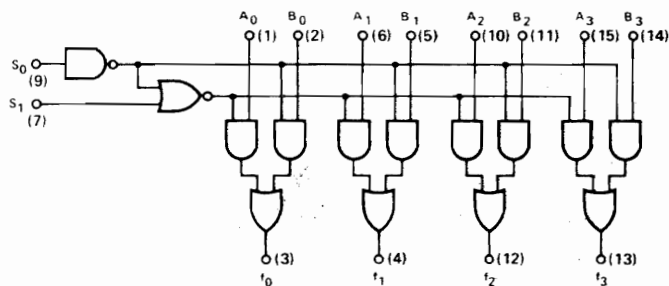 A0 B0 A1 B1 A2 B2 A3 B3
(1) (2) (6) (5) (10) (11) (15) (14)
S0
(9)
S1
(7)
(3) (4) (12) (13)
f0 f1 f2 f3